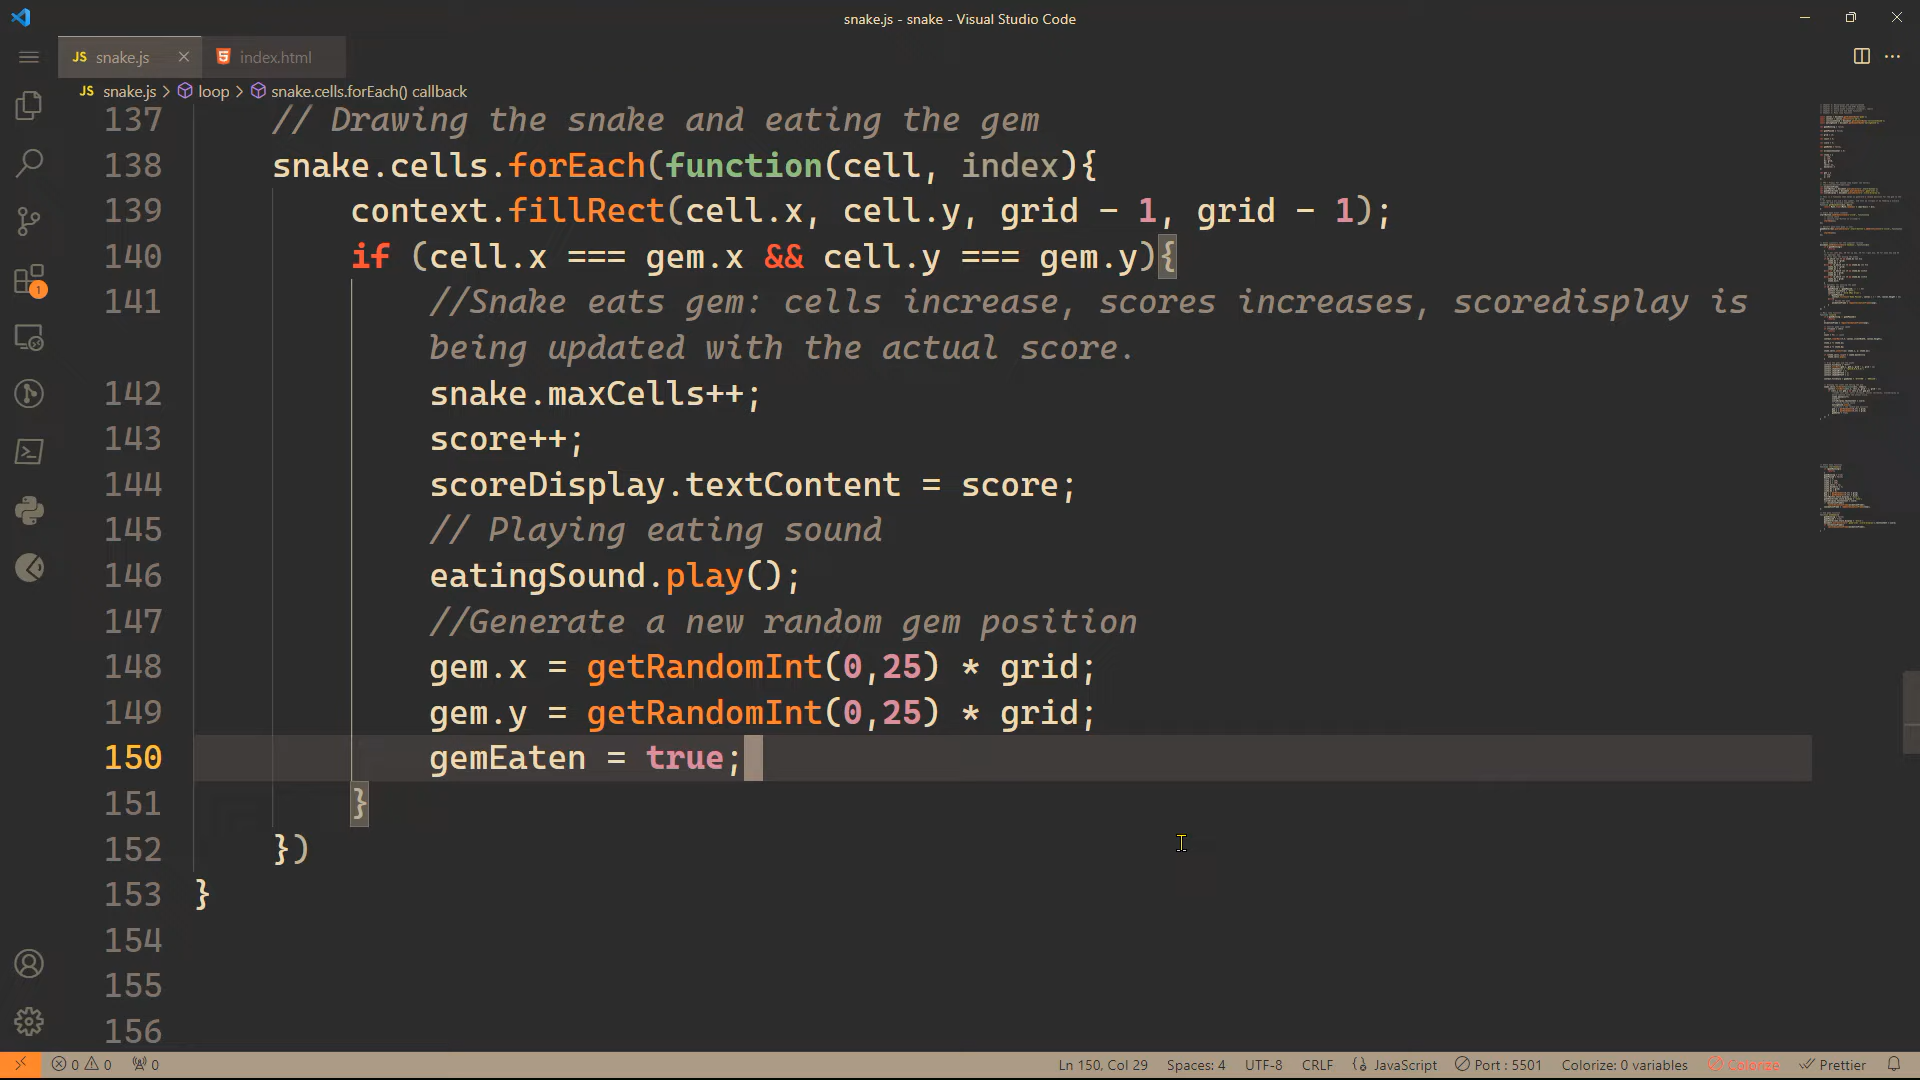 snake.js - snake - Visual Studio Code
JS snake.js
index.html
JS snake.js > loop > snake.cells.forEach() callback
137 // Drawing the snake and eating the gem
138 snake.cells.forEach(function(cell, index){
139 context.fillRect(cell.x, cell.y, grid - 1, grid - 1);
140 if (cell.x === gem.x && cell.y === gem.y){
141 //Snake eats gem: cells increase, scores increases, scoredisplay is
being updated with the actual score.
142 snake.maxCells++;
143 score++;
144 scoreDisplay.textContent = score;
145 // Playing eating sound
146 eatingSound.play();
147 //Generate a new random gem position
148 gem.x = getRandomInt(0,25) * grid;
149 gem.y = getRandomInt(0,25) * grid;
150 gemEaten = true;
151 }
152 })
153 }
154
155
156
1
0 0 0 Ln 150, Col 29 Spaces: 4 UTF-8 CRLF JavaScript Port : 5501 Colorize: 0 variables Colorize Prettier